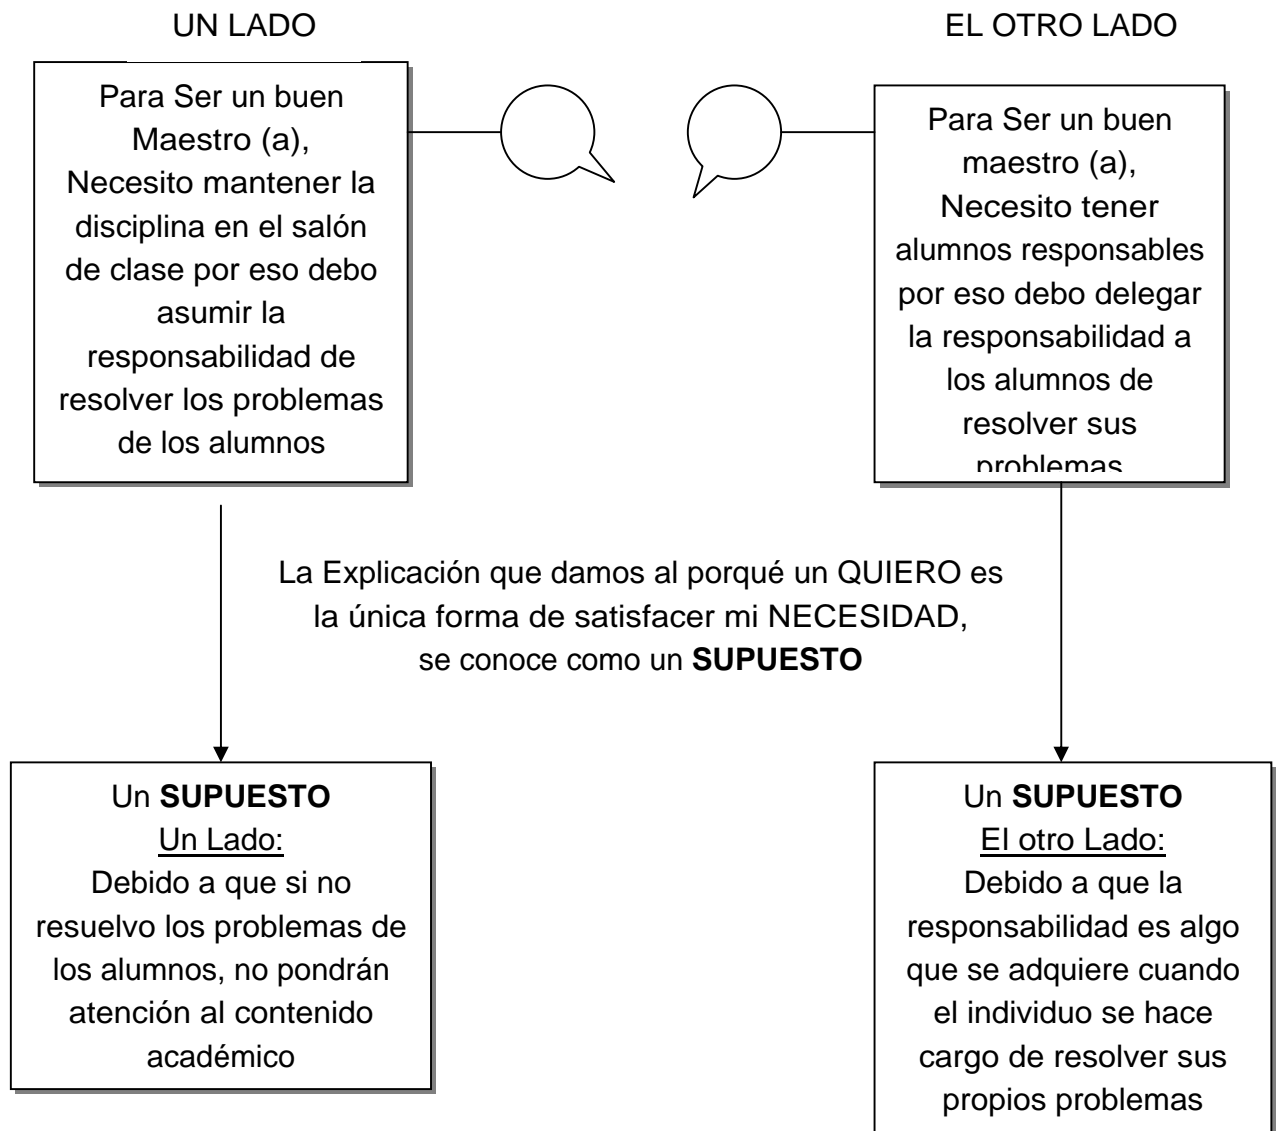 UN LADO
EL OTRO LADO
Para Ser un buen
Maestro (a),
Necesito mantener la
disciplina en el salón
de clase por eso debo
asumir la
responsabilidad de
resolver los problemas
de los alumnos
Para Ser un buen
maestro (a),
Necesito tener
alumnos responsables
por eso debo delegar
la responsabilidad a
los alumnos de
resolver sus
problemas
La Explicación que damos al porqué un QUIERO es
la única forma de satisfacer mi NECESIDAD,
se conoce como un SUPUESTO
Un SUPUESTO
Un Lado:
Debido a que si no
resuelvo los problemas de
los alumnos, no pondrán
atención al contenido
académico
Un SUPUESTO
El otro Lado:
Debido a que la
responsabilidad es algo
que se adquiere cuando
el individuo se hace
cargo de resolver sus
propios problemas